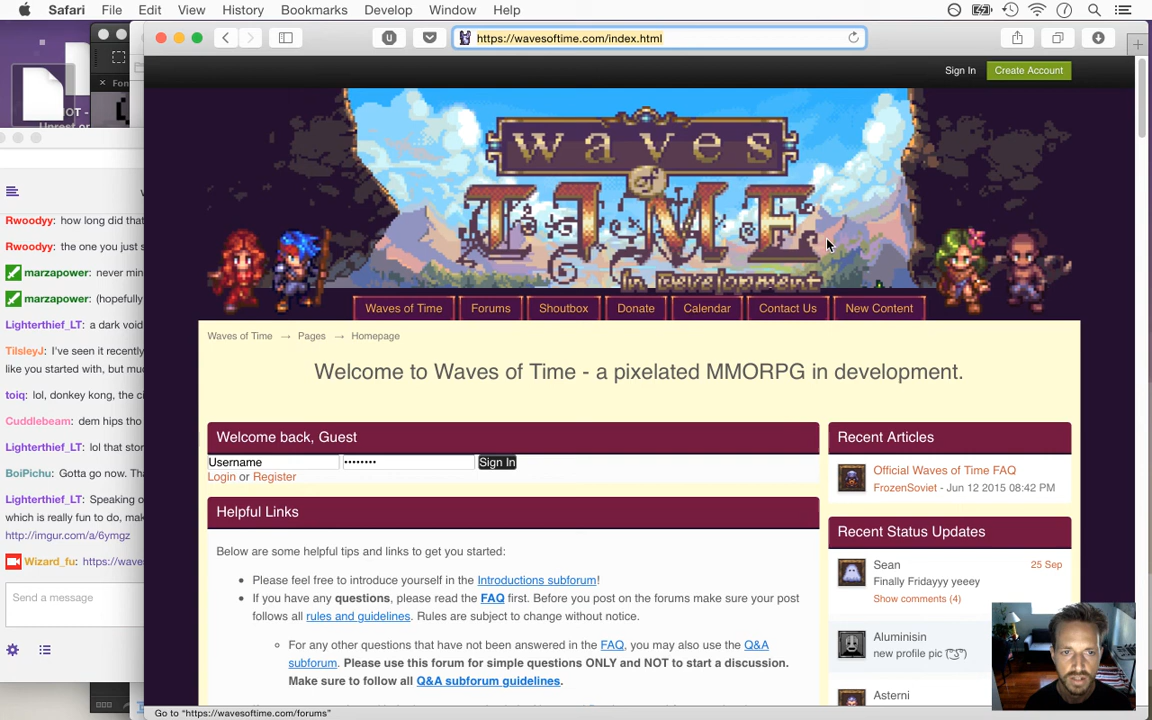 Safari File Edit View History Bookmarks Develop Window Help
https://wavesoftime.com/index.html
Sign In Create Account
waves
of
TIME
In Development
Waves of Time Forums Shoutbox Donate Calendar Contact Us New Content
Waves of Time → Pages → Homepage
Welcome to Waves of Time - a pixelated MMORPG in development.
Welcome back, Guest
Username •••••••• Sign In
Login or Register
Helpful Links
Below are some helpful tips and links to get you started:
• Please feel free to introduce yourself in the Introductions subforum!
• If you have any questions, please read the FAQ first. Before you post on the forums make sure your post
follows all rules and guidelines. Rules are subject to change without notice.
◦ For any other questions that have not been answered in the FAQ, you may also use the Q&A
subforum. Please use this forum for simple questions ONLY and NOT to start a discussion.
Make sure to follow all Q&A subforum guidelines.
Recent Articles
Official Waves of Time FAQ
FrozenSoviet - Jun 12 2015 08:42 PM
Recent Status Updates
Sean 25 Sep
Finally Fridayyy yeeey
Show comments (4)
Aluminisin
new profile pic
Asterni
Rwoodyy: how long did that
Rwoodyy: the one you just s
marzapower: never min
marzapower: (hopefully
Lighterthief_LT: a dark void
TilsleyJ: I've seen it recently
like you started with, but muc
toiq: lol, donkey kong, the ci
Cuddlebeam: dem hips tho
Lighterthief_LT: lol that stor
BoiPichu: Gotta go now. Tha
Lighterthief_LT: Speaking o
which is really fun to do, mak
http://imgur.com/a/6ymgz
Wizard_fu: https://wave
Send a message
Go to "https://wavesoftime.com/forums"